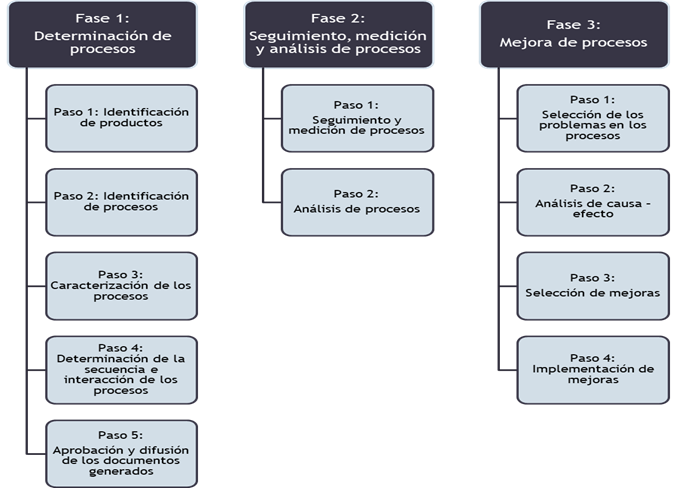 Fase 1:
Determinación de
procesos
Paso 1: Identificación
de productos
Paso 2: Identificación
de procesos
Paso 3:
Caracterización de los
procesos
Paso 4:
Determinación de la
secuencia e
interacción de los
procesos
Paso 5:
Aprobación y difusión
de los documentos
generados
Fase 2:
Seguimiento, medición
y análisis de procesos
Paso 1:
Seguimiento y
medición de procesos
Paso 2:
Análisis de procesos
Fase 3:
Mejora de procesos
Paso 1:
Selección de los
problemas en los
procesos
Paso 2:
Análisis de causa -
efecto
Paso 3:
Selección de mejoras
Paso 4:
Implementación de
mejoras